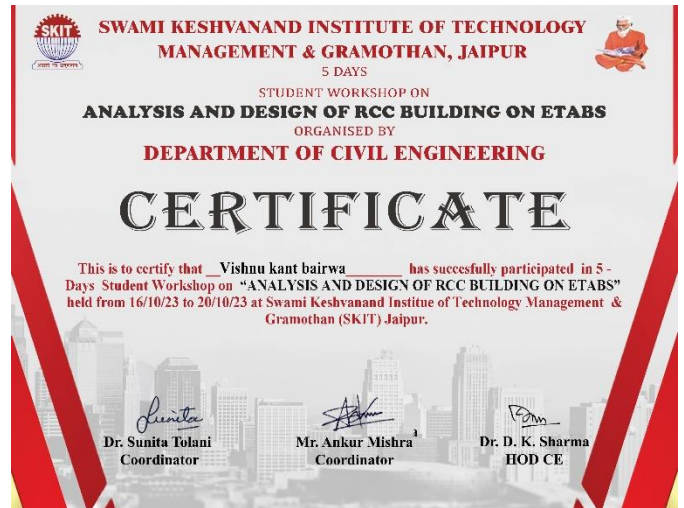 SKIT
SWAMI KESHVANAND INSTITUTE OF TECHNOLOGY
MANAGEMENT & GRAMOTHAN, JAIPUR
5 DAYS
STUDENT WORKSHOP ON
ANALYSIS AND DESIGN OF RCC BUILDING ON ETABS
ORGANISED BY
DEPARTMENT OF CIVIL ENGINEERING
CERTIFICATE
This is to certify that __Vishnu kant bairwa________ has succesfully participated in 5 -
Days Student Workshop on “ANALYSIS AND DESIGN OF RCC BUILDING ON ETABS”
held from 16/10/23 to 20/10/23 at Swami Keshvanand Institue of Technology Management &
Gramothan (SKIT) Jaipur.
Sunita
Dr. Sunita Tolani Mr. Ankur Mishra Dr. D. K. Sharma
Coordinator Coordinator HOD CE